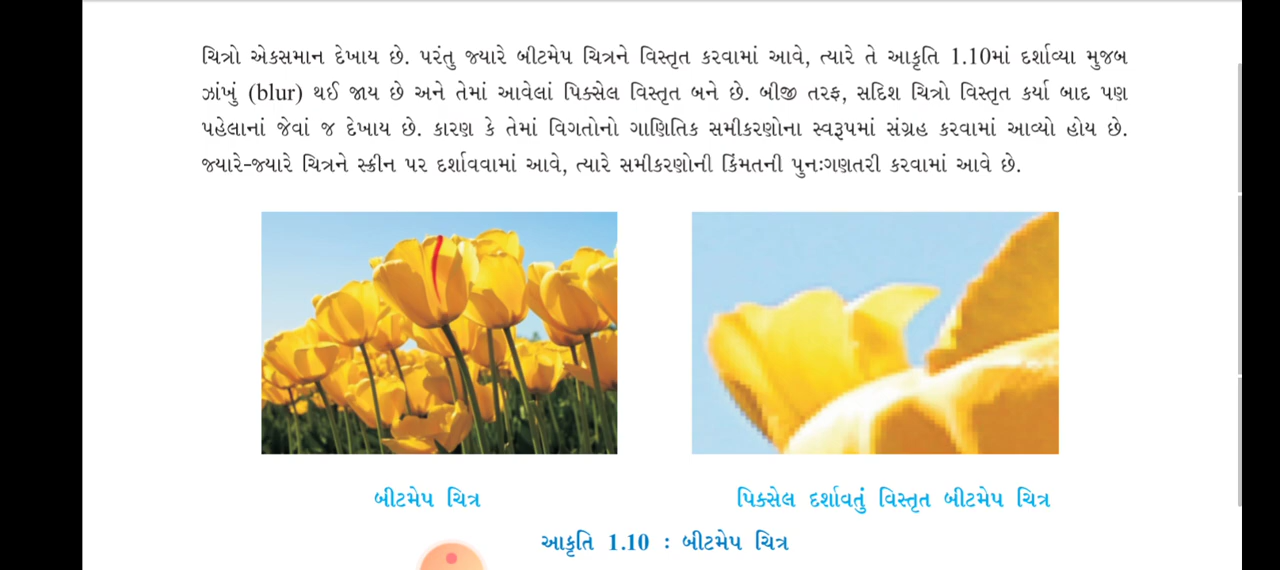 ચિત્રો એકસમાન દેખાય છે. પરંતુ જ્યારે બીટમેપ ચિત્રને વિસ્તૃત કરવામાં આવે, ત્યારે તે આકૃતિ 1.10માં દર્શાવ્યા મુજબ
ઝાંખું (blur) થઈ જાય છે અને તેમાં આવેલાં પિક્સેલ વિસ્તૃત બને છે. બીજી તરફ, સદિશ ચિત્રો વિસ્તૃત કર્યા બાદ પણ
પહેલાનાં જેવાં જ દેખાય છે. કારણ કે તેમાં વિગતોનો ગાણિતિક સમીકરણોના સ્વરૂપમાં સંગ્રહ કરવામાં આવ્યો હોય છે.
જ્યારે-જ્યારે ચિત્રને સ્ક્રીન પર દર્શાવવામાં આવે, ત્યારે સમીકરણોની કિંમતની પુનઃગણતરી કરવામાં આવે છે.
બીટમેપ ચિત્ર
પિક્સેલ દર્શાવતું વિસ્તૃત બીટમેપ ચિત્ર
આકૃતિ 1.10 : બીટમેપ ચિત્ર